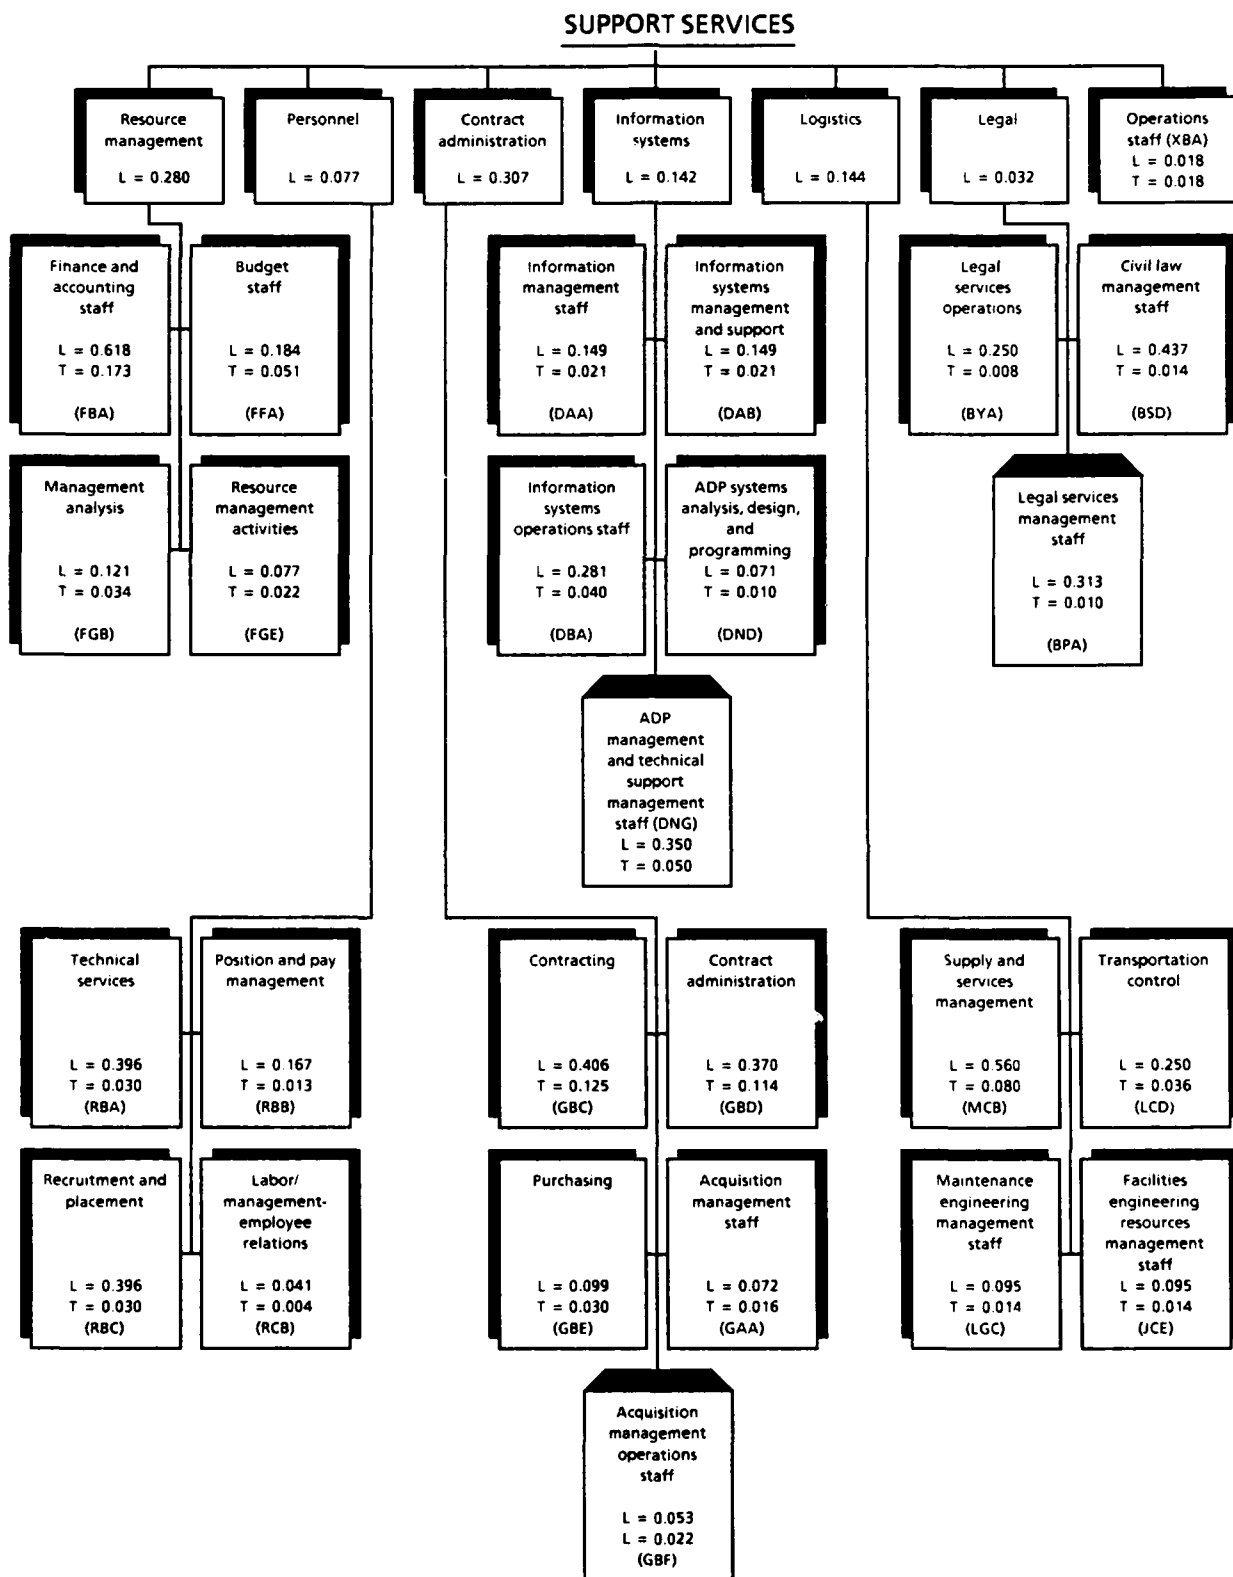 SUPPORT SERVICES
Resource
management
L = 0.280
Personnel
L = 0.077
Contract
administration
L = 0.307
Information
systems
L = 0.142
Logistics
L = 0.144
Legal
L = 0.032
Operations
staff (XBA)
L = 0.018
T = 0.018
Finance and
accounting
staff
L = 0.618
T = 0.173
(FBA)
Budget
staff
L = 0.184
T = 0.051
(FFA)
Information
management
staff
L = 0.149
T = 0.021
(DAA)
Information
systems
management
and support
L = 0.149
T = 0.021
(DAB)
Legal
services
operations
L = 0.250
T = 0.008
(BYA)
Civil law
management
staff
L = 0.437
T = 0.014
(BSD)
Management
analysis
L = 0.121
T = 0.034
(FGB)
Resource
management
activities
L = 0.077
T = 0.022
(FGE)
Information
systems
operations staff
L = 0.281
T = 0.040
(DBA)
ADP systems
analysis, design,
and
programming
L = 0.071
T = 0.010
(DND)
Legal services
management
staff
L = 0.313
T = 0.010
(BPA)
ADP
management
and technical
support
management
staff (DNG)
L = 0.350
T = 0.050
Technical
services
L = 0.396
T = 0.030
(RBA)
Position and pay
management
L = 0.167
T = 0.013
(RBB)
Contracting
L = 0.406
T = 0.125
(GBC)
Contract
administration
L = 0.370
T = 0.114
(GBD)
Supply and
services
management
L = 0.560
T = 0.080
(MCB)
Transportation
control
L = 0.250
T = 0.036
(LCD)
Recruitment and
placement
L = 0.396
T = 0.030
(RBC)
Labor/
management-
employee
relations
L = 0.041
T = 0.004
(RCB)
Purchasing
L = 0.099
T = 0.030
(GBE)
Acquisition
management
staff
L = 0.072
T = 0.016
(GAA)
Maintenance
engineering
management
staff
L = 0.095
T = 0.014
(LGC)
Facilities
engineering
resources
management
staff
L = 0.095
T = 0.014
(JCE)
Acquisition
management
operations
staff
L = 0.053
L = 0.022
(GBF)